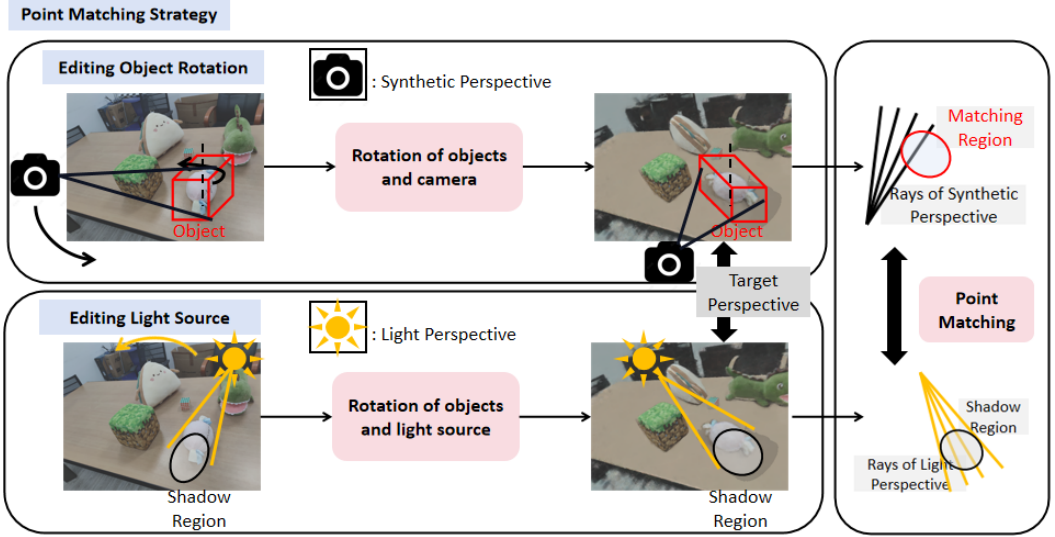 Point Matching Strategy
Editing Object Rotation
: Synthetic Perspective
Object
Rotation of objects
and camera
Object
Matching
Region
Rays of Synthetic
Perspective
Target
Perspective
Editing Light Source
: Light Perspective
Shadow
Region
Rotation of objects
and light source
Shadow
Region
Point
Matching
Shadow
Region
Rays of Light
Perspective